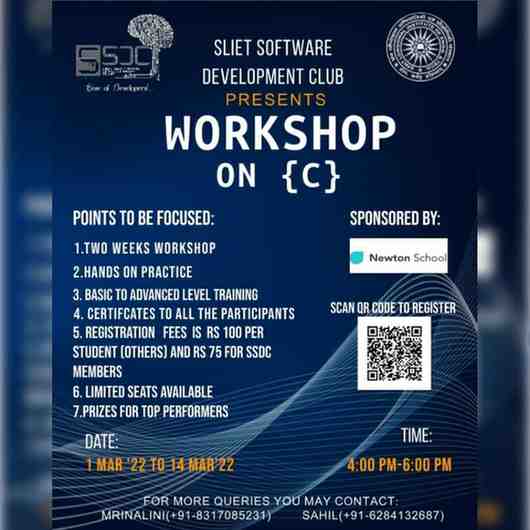 SSDC
SLIET SOFTWARE
DEVELOPMENT CLUB
PRESENTS
WORKSHOP
ON {C}
POINTS TO BE FOCUSED:
1.TWO WEEKS WORKSHOP
2.HANDS ON PRACTICE
3. BASIC TO ADVANCED LEVEL TRAINING
4. CERTIFCATES TO ALL THE PARTICIPANTS
5. REGISTRATION FEES IS RS 100 PER
STUDENT (OTHERS) AND RS 75 FOR SSDC
MEMBERS
6. LIMITED SEATS AVAILABLE
7.PRIZES FOR TOP PERFORMERS
SPONSORED BY:
Newton School
SCAN QR CODE TO REGISTER
DATE:
1 MAR '22 TO 14 MAR'22
TIME:
4:00 PM-6:00 PM
FOR MORE QUERIES YOU MAY CONTACT:
MRINALINI(+91-8317085231) SAHIL(+91-6284132687)